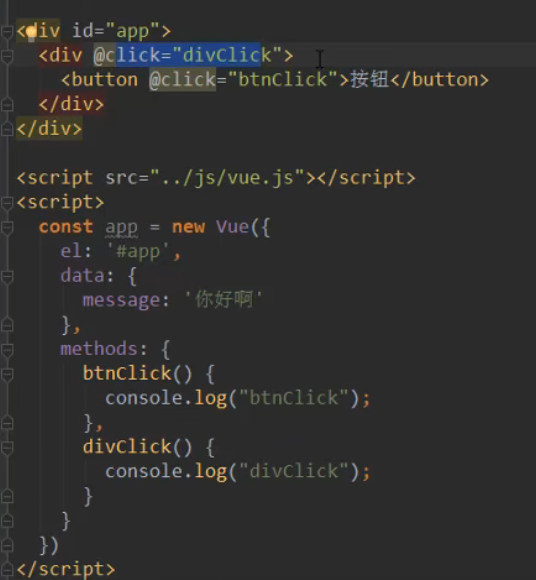 <div id="app">
<div @click="divClick">
<button @click="btnClick">按钮</button>
</div>
</div>
<script src="../js/vue.js"></script>
<script>
const app = new Vue({
el: '#app',
data: {
message: '你好啊'
},
methods: {
btnClick() {
console.log("btnClick");
},
divClick() {
console.log("divClick");
}
}
})
</script>